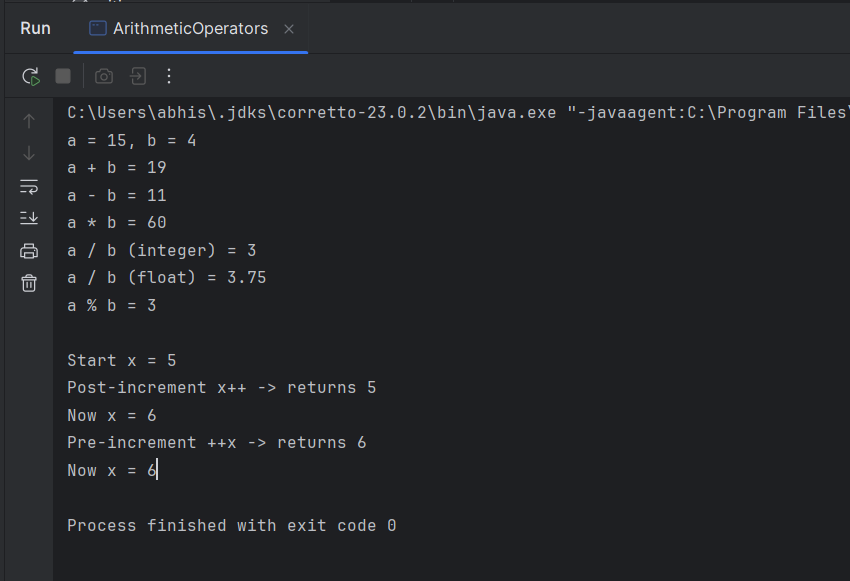 Run ArithmeticOperators
C:\Users\abhis\.jdks\corretto-23.0.2\bin\java.exe "-javaagent:C:\Program Files\
a = 15, b = 4
a + b = 19
a - b = 11
a * b = 60
a / b (integer) = 3
a / b (float) = 3.75
a % b = 3
Start x = 5
Post-increment x++ -> returns 5
Now x = 6
Pre-increment ++x -> returns 6
Now x = 6
Process finished with exit code 0